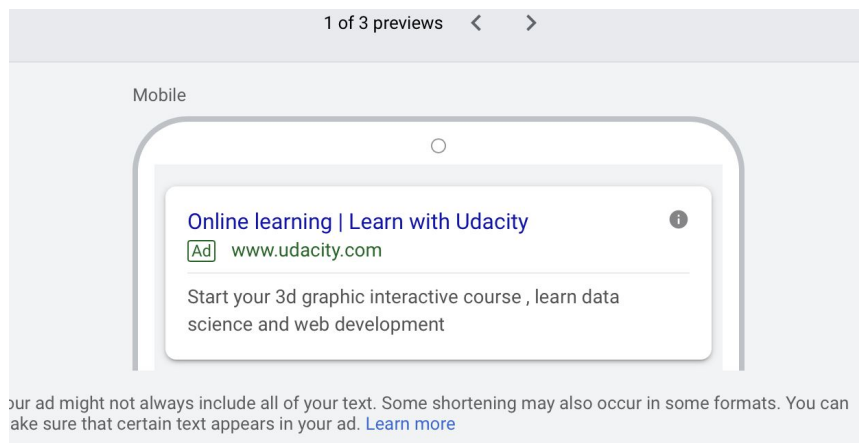 1 of 3 previews
Mobile
Online learning | Learn with Udacity
Ad www.udacity.com
Start your 3d graphic interactive course , learn data
science and web development
our ad might not always include all of your text. Some shortening may also occur in some formats. You can
ake sure that certain text appears in your ad. Learn more